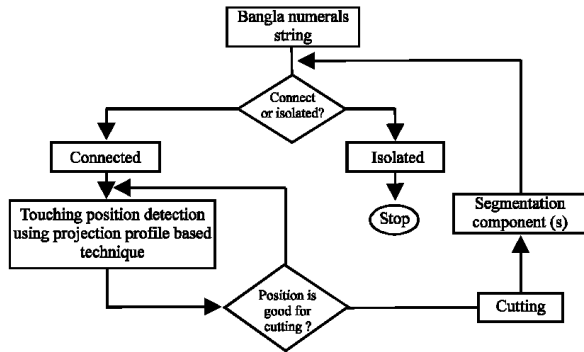 Bangla numerals
string
Connect
or isolated?
Connected
Isolated
Touching position detection
using projection profile based
technique
Stop
Segmentation
component (s)
Position is
good for
cutting ?
Cutting